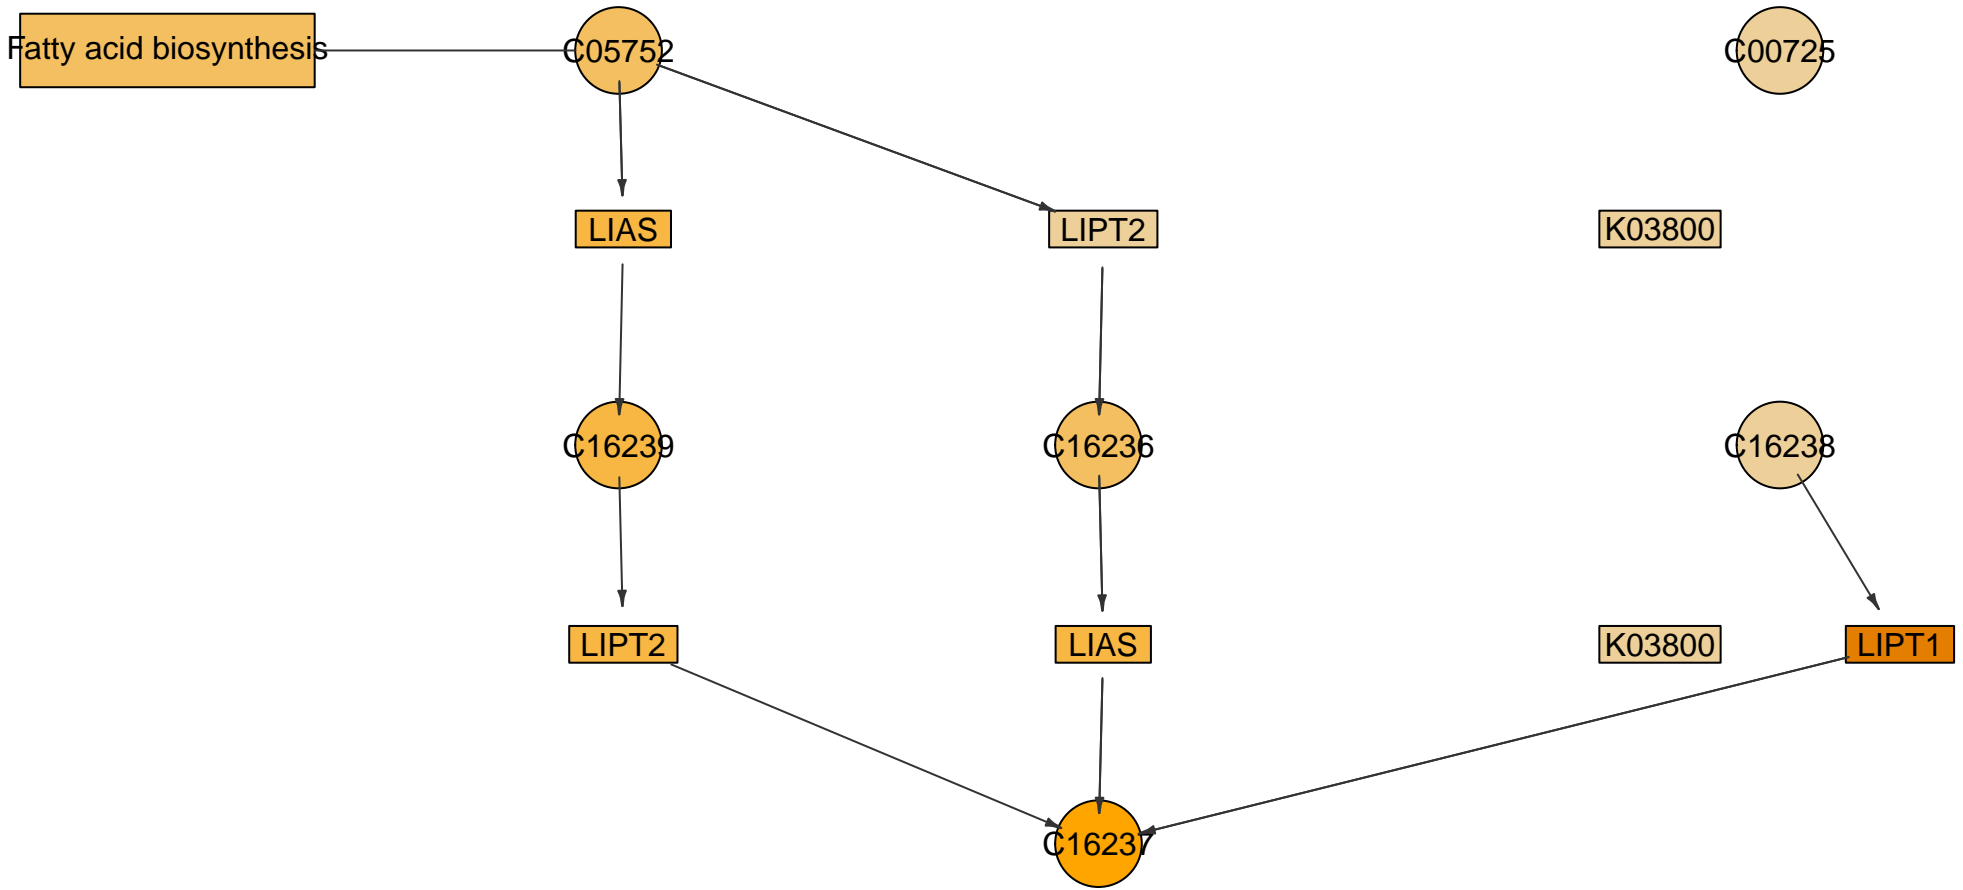 Fatty acid biosynthesis
C05752
C00725
LIAS
LIPT2
K03800
C16239
C16236
C16238
LIPT2
LIAS
K03800
LIPT1
C16237